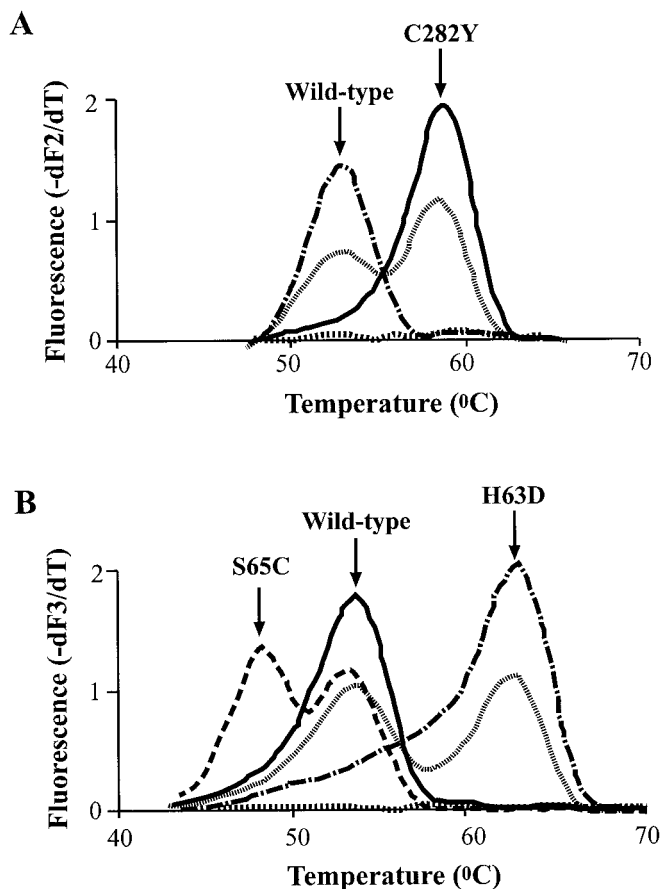 A
C282Y
Wild-type
Fluorescence (-dF2/dT)
2
1
0
40
50
60
70
Temperature (⁰C)
B
H63D
Wild-type
S65C
Fluorescence (-dF3/dT)
2
1
0
40
50
60
70
Temperature (⁰C)